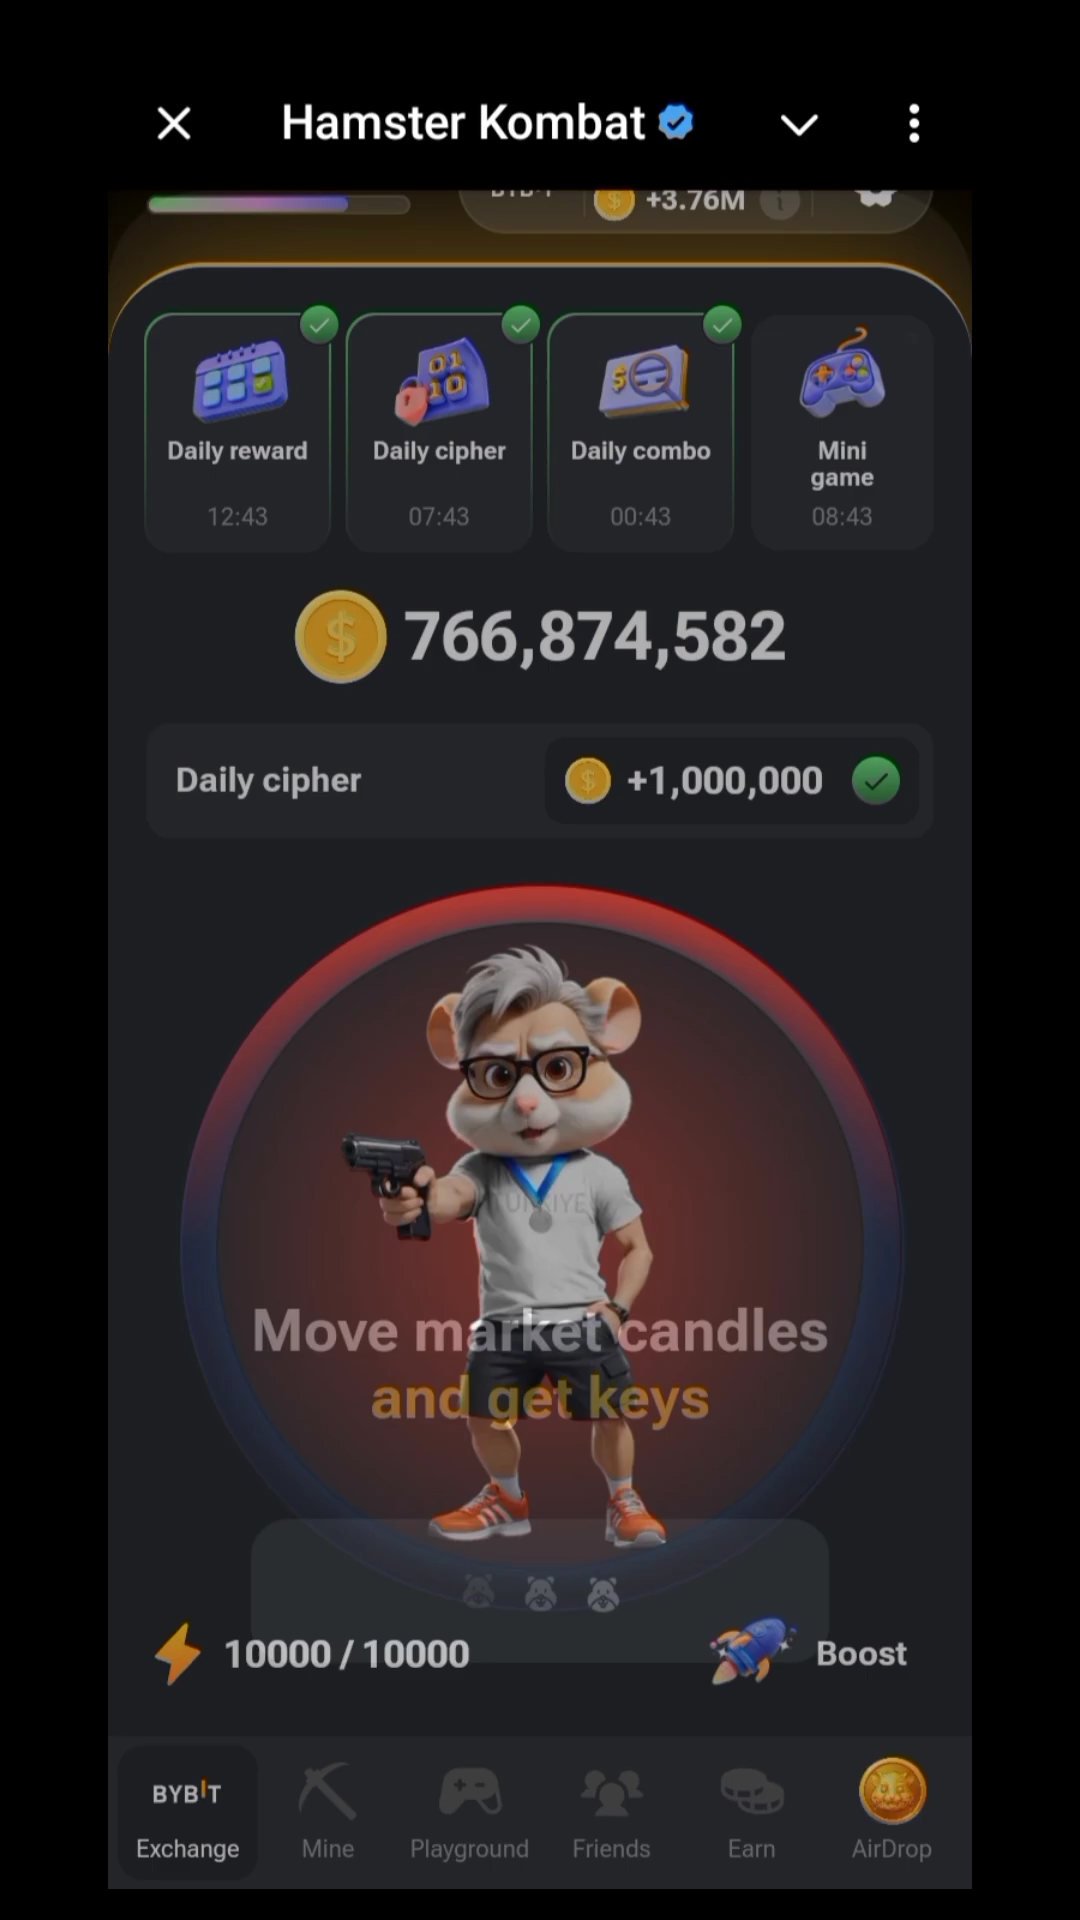 Hamster Kombat
+3.76M
Daily reward
12:43
Daily cipher
07:43
Daily combo
00:43
Mini
game
08:43
766,874,582
Daily cipher
+1,000,000
TÜRKİYE
Move market candles
and get keys
10000 / 10000
Boost
BYBIT
Exchange
Mine
Playground
Friends
Earn
AirDrop